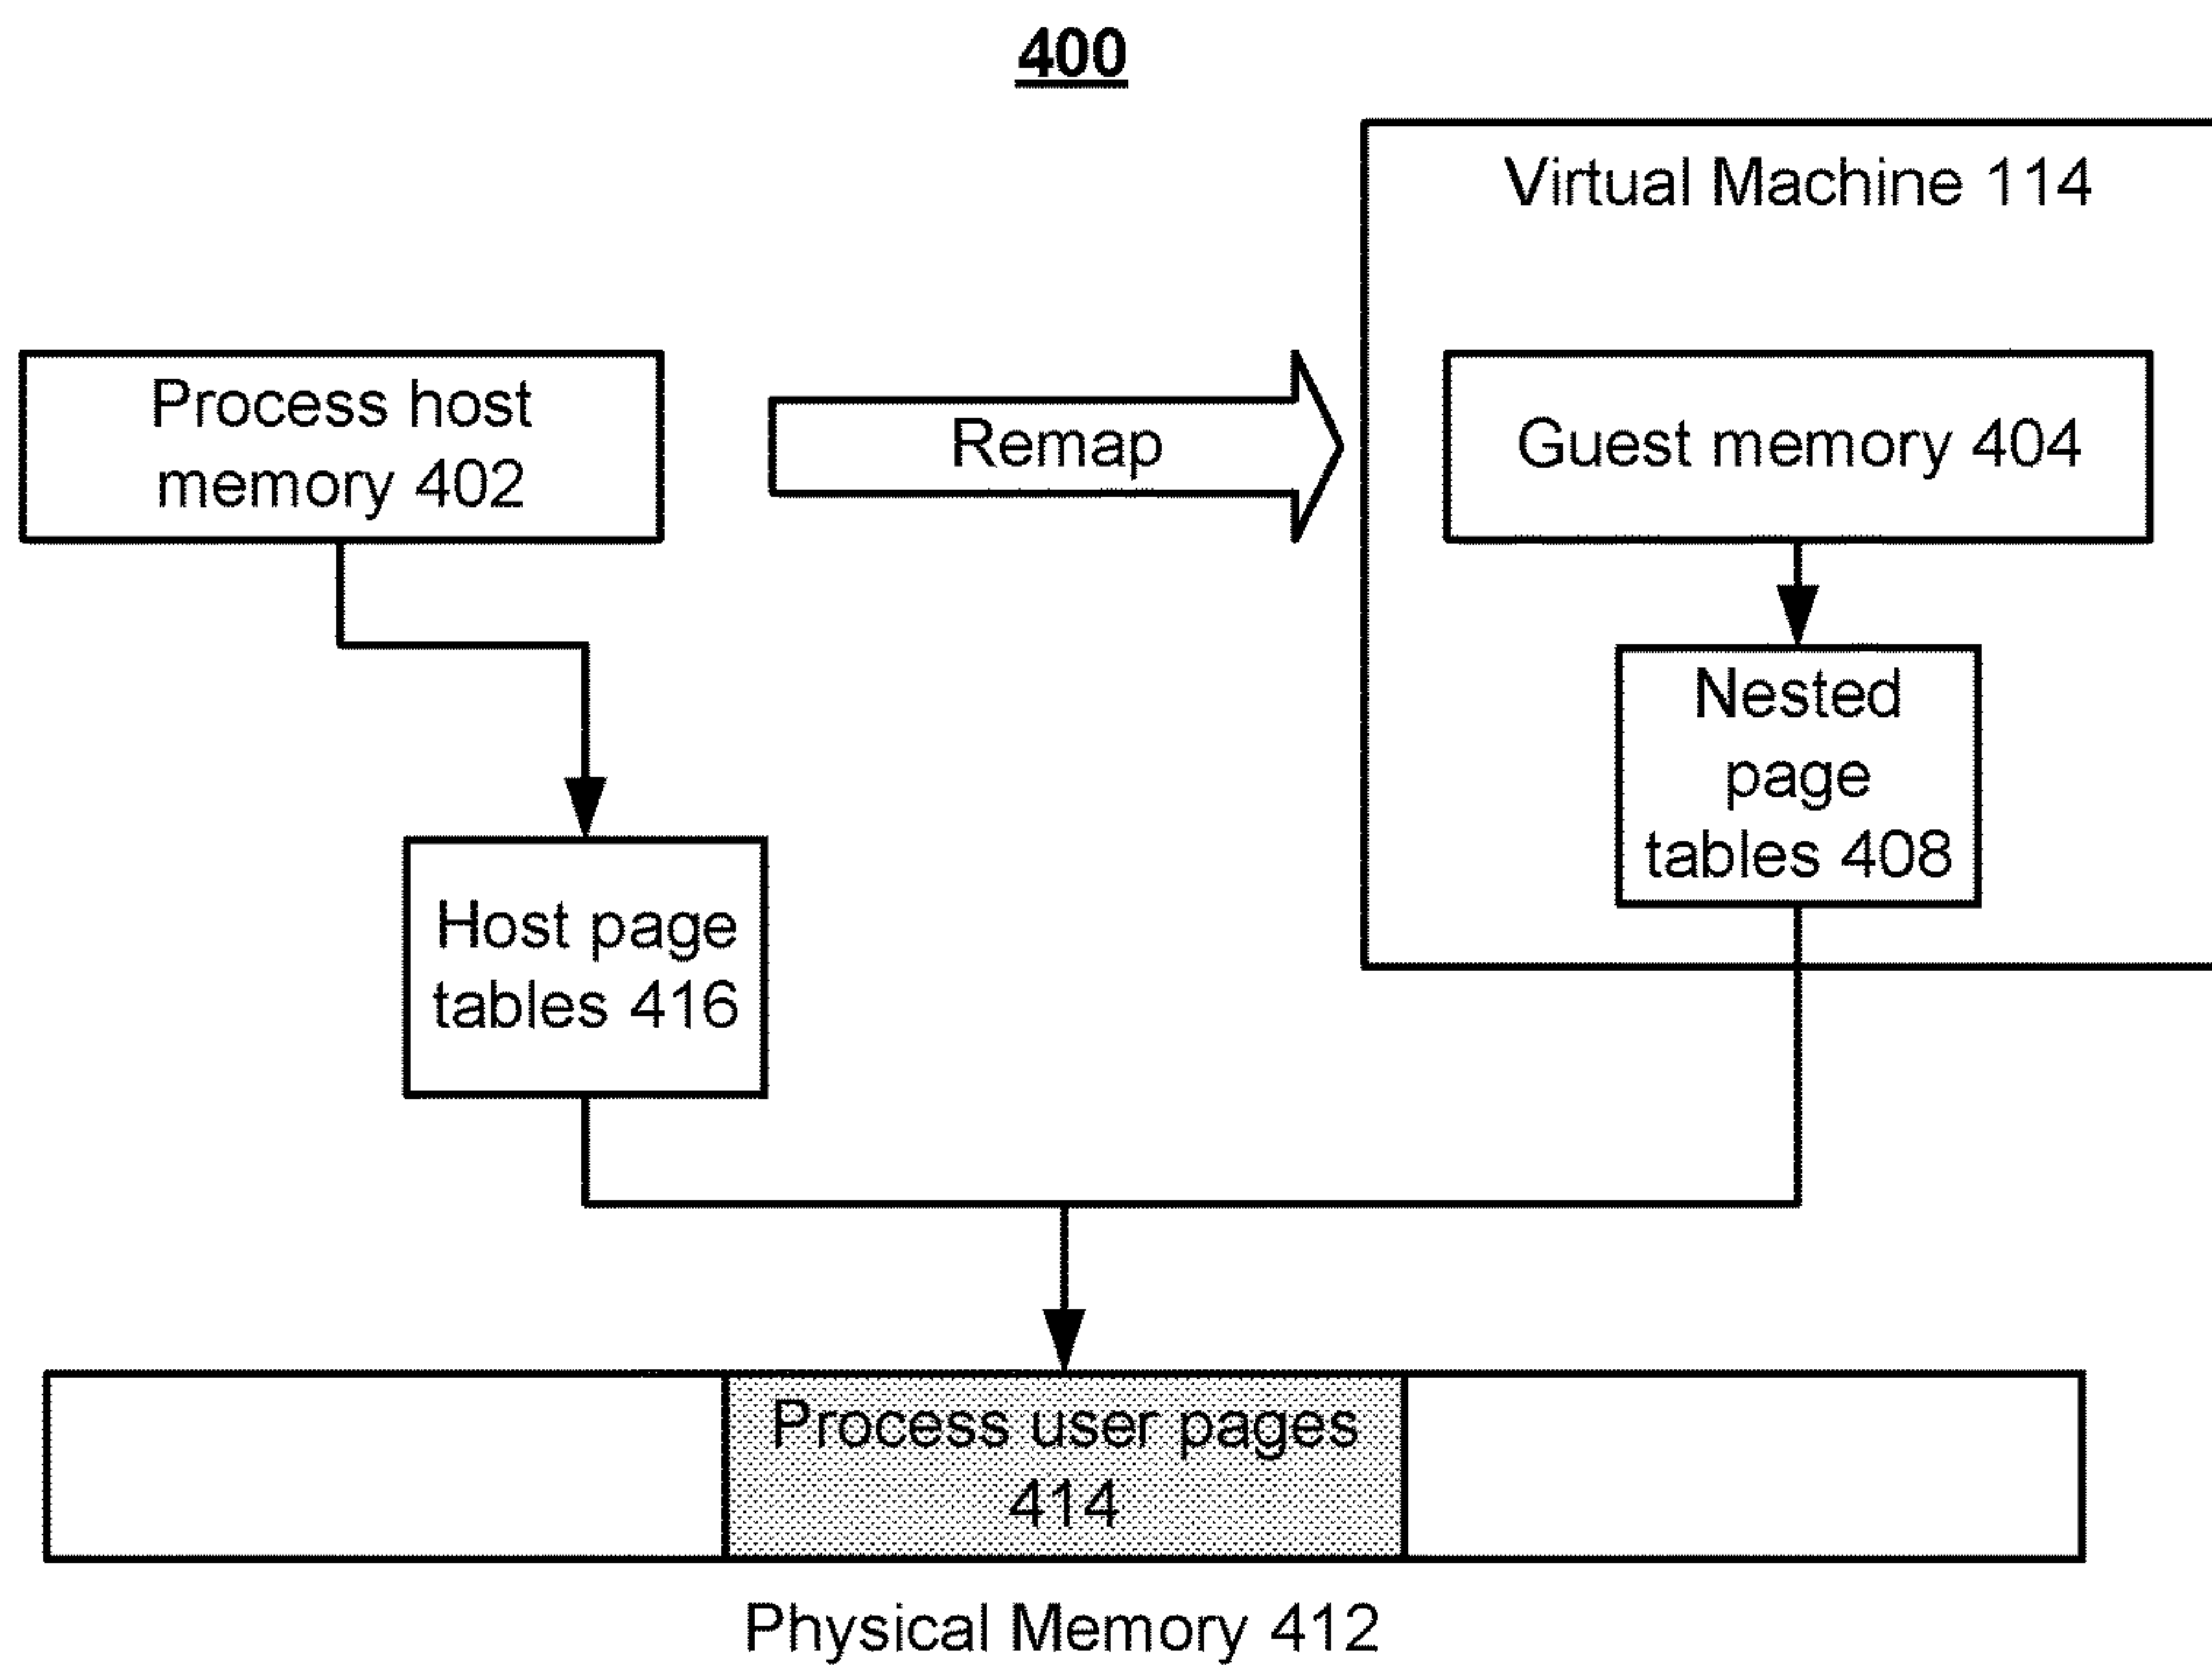 400
Virtual Machine 114
Process host
memory 402
Remap
Guest memory 404
Nested
page
tables 408
Host page
tables 416
Process user pages
414
Physical Memory 412